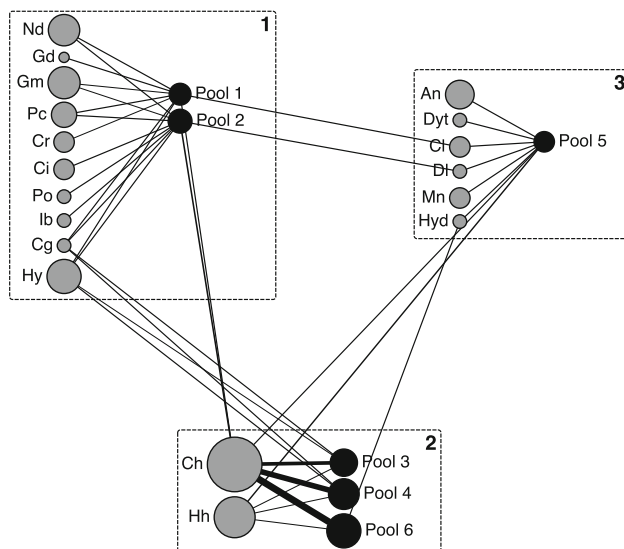 1
Nd
Gd
Gm
Pc
Cr
Ci
Po
Ib
Cg
Hy
Pool 1
Pool 2
3
An
Dyt
Cl
Dl
Mn
Hyd
Pool 5
2
Ch
Hh
Pool 3
Pool 4
Pool 6